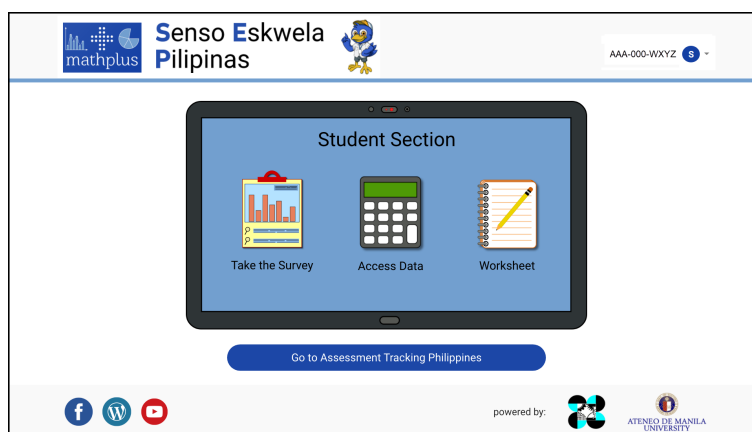 mathplus
Senso Eskwela
Pilipinas
AAA-000-WXYZ S
Student Section
Take the Survey
Access Data
Worksheet
Go to Assessment Tracking Philippines
powered by:
ATENEO DE MANILA
UNIVERSITY